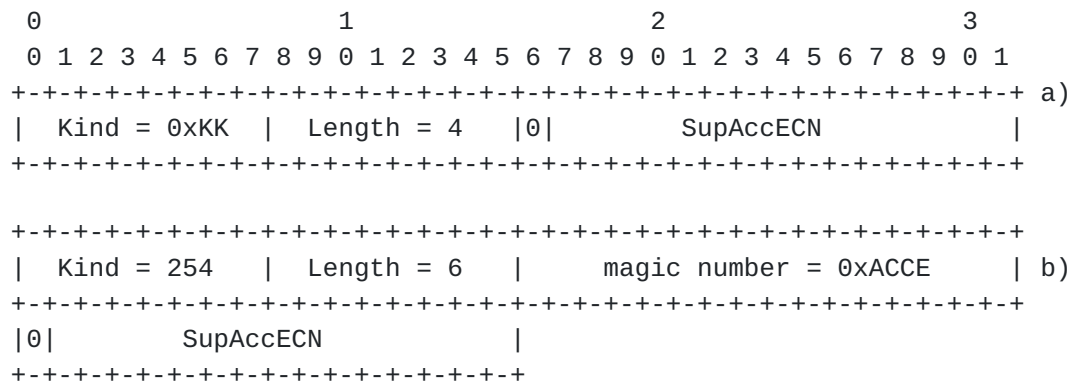 0                   1                   2                   3
 0 1 2 3 4 5 6 7 8 9 0 1 2 3 4 5 6 7 8 9 0 1 2 3 4 5 6 7 8 9 0 1
+-+-+-+-+-+-+-+-+-+-+-+-+-+-+-+-+-+-+-+-+-+-+-+-+-+-+-+-+-+-+-+-+ a)
|  Kind = 0xKK  |  Length = 4   |0|        SupAccECN            |
+-+-+-+-+-+-+-+-+-+-+-+-+-+-+-+-+-+-+-+-+-+-+-+-+-+-+-+-+-+-+-+-+

+-+-+-+-+-+-+-+-+-+-+-+-+-+-+-+-+-+-+-+-+-+-+-+-+-+-+-+-+-+-+-+-+
|  Kind = 254   |  Length = 6   |     magic number = 0xACCE     | b)
+-+-+-+-+-+-+-+-+-+-+-+-+-+-+-+-+-+-+-+-+-+-+-+-+-+-+-+-+-+-+-+-+
|0|        SupAccECN            |
+-+-+-+-+-+-+-+-+-+-+-+-+-+-+-+-+